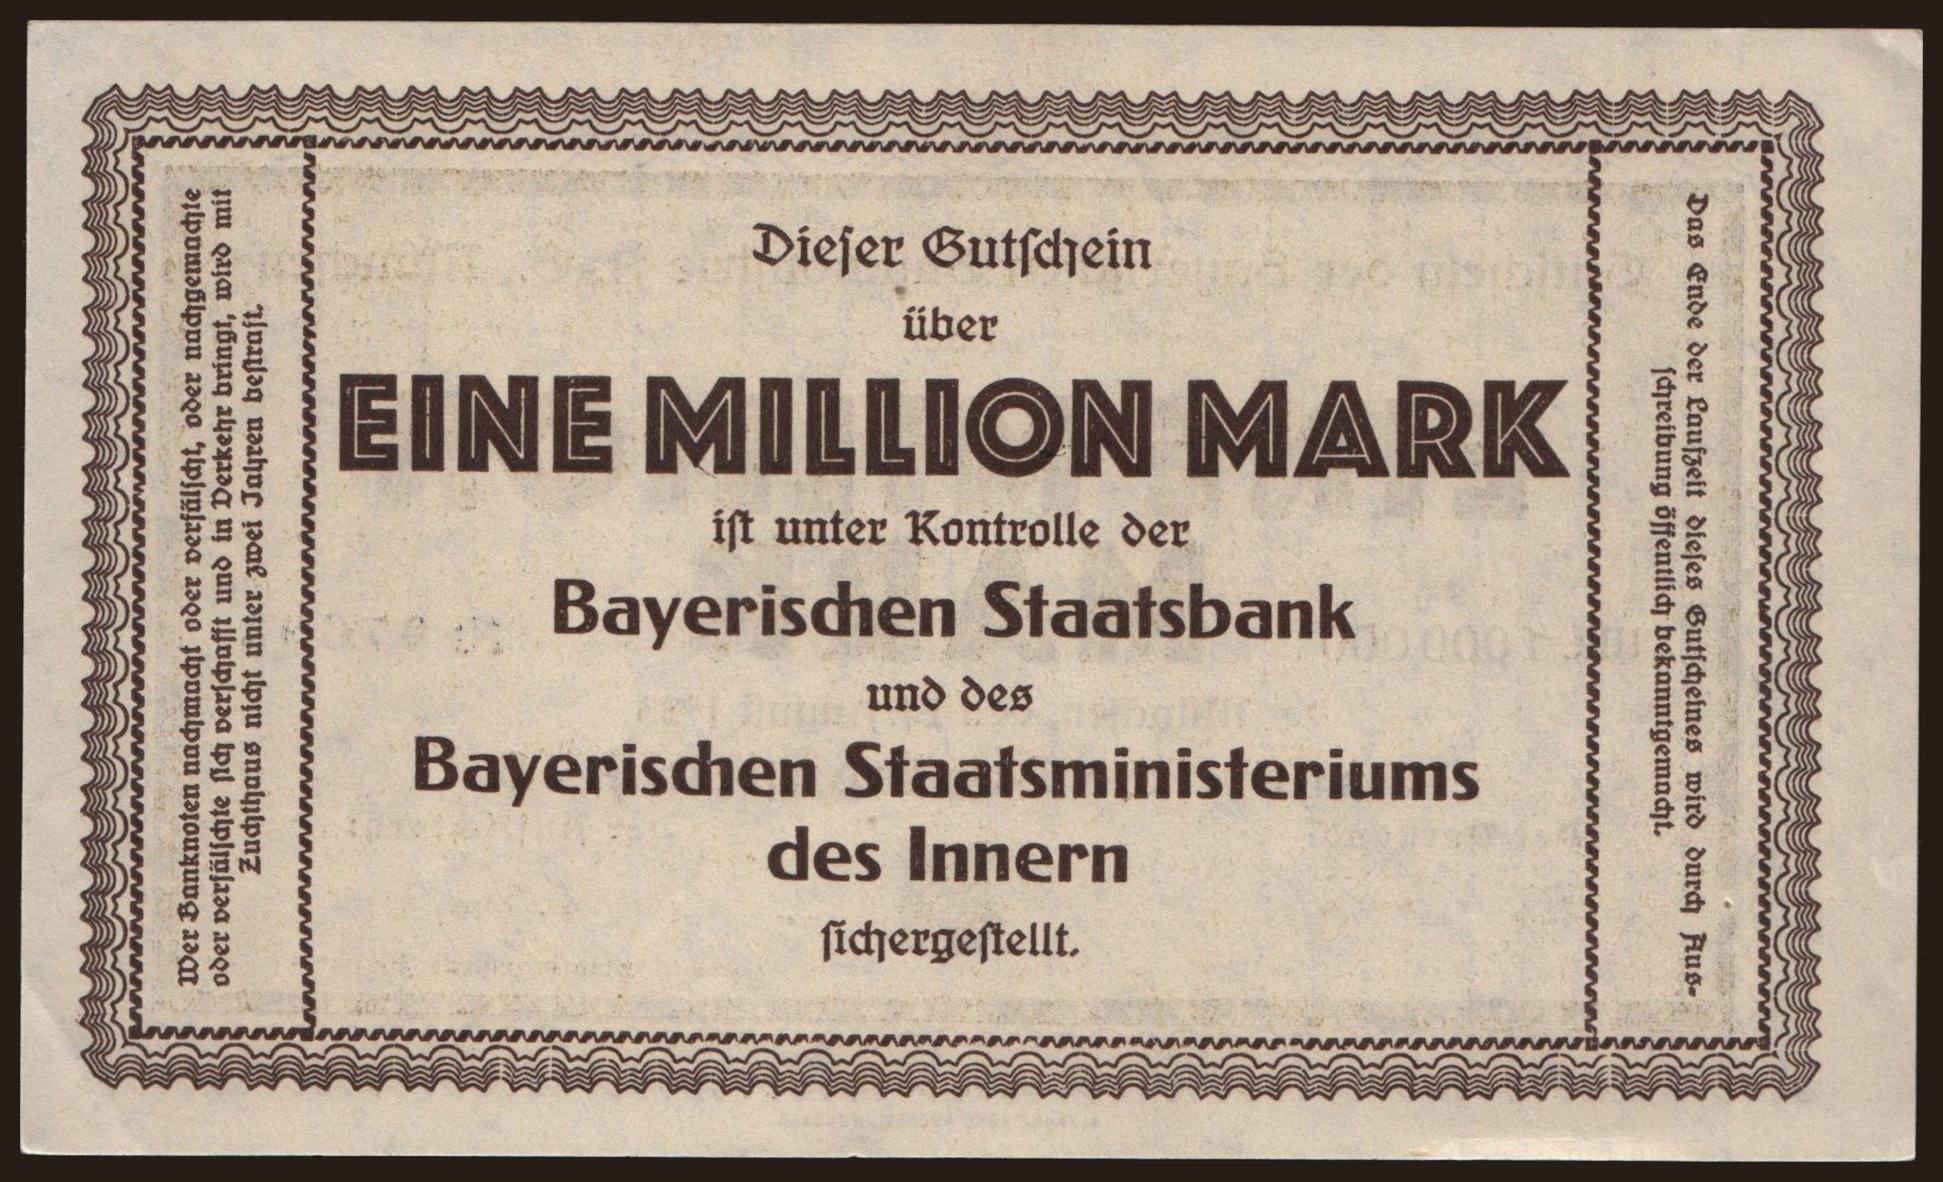 Wer Banknoten nachmacht oder verfälscht, oder nachgemachte
oder verfälschte sich verschafft und in Verkehr bringt, wird mit
Zuchthaus nicht unter zwei Jahren bestraft.
Dieser Gutschein
über
EINE MILLION MARK
ist unter Kontrolle der
Bayerischen Staatsbank
und des
Bayerischen Staatsministeriums
des Innern
sichergestellt.
Das Ende der Laufzeit dieses Gutscheines wird durch Aus-
schreibung öffentlich bekanntgemacht.